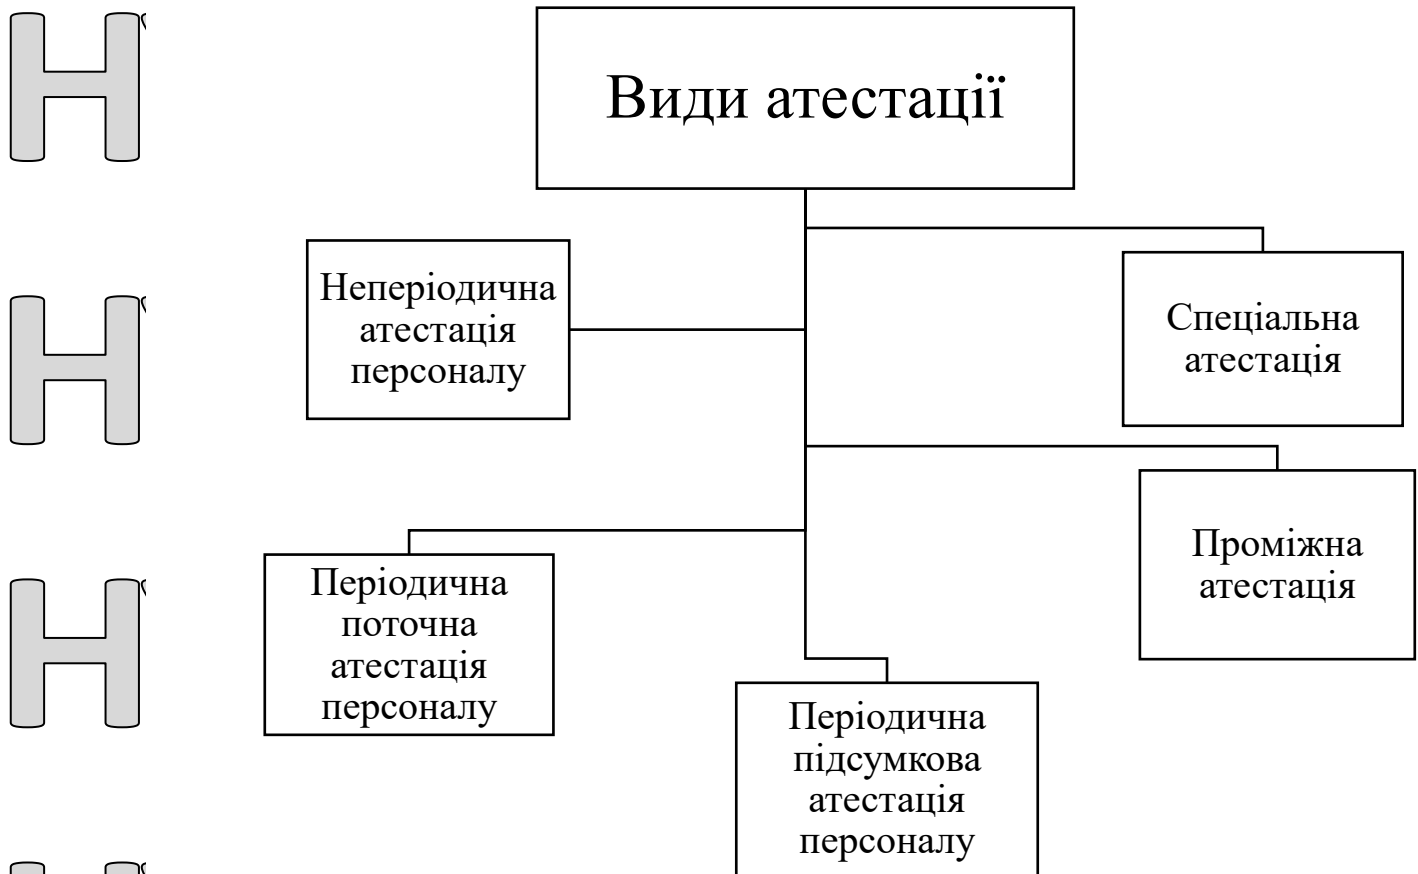 Види атестації
Неперіодична
атестація
персоналу
Спеціальна
атестація
Проміжна
атестація
Періодична
поточна
атестація
персоналу
Періодична
підсумкова
атестація
персоналу
Н
Н
Н